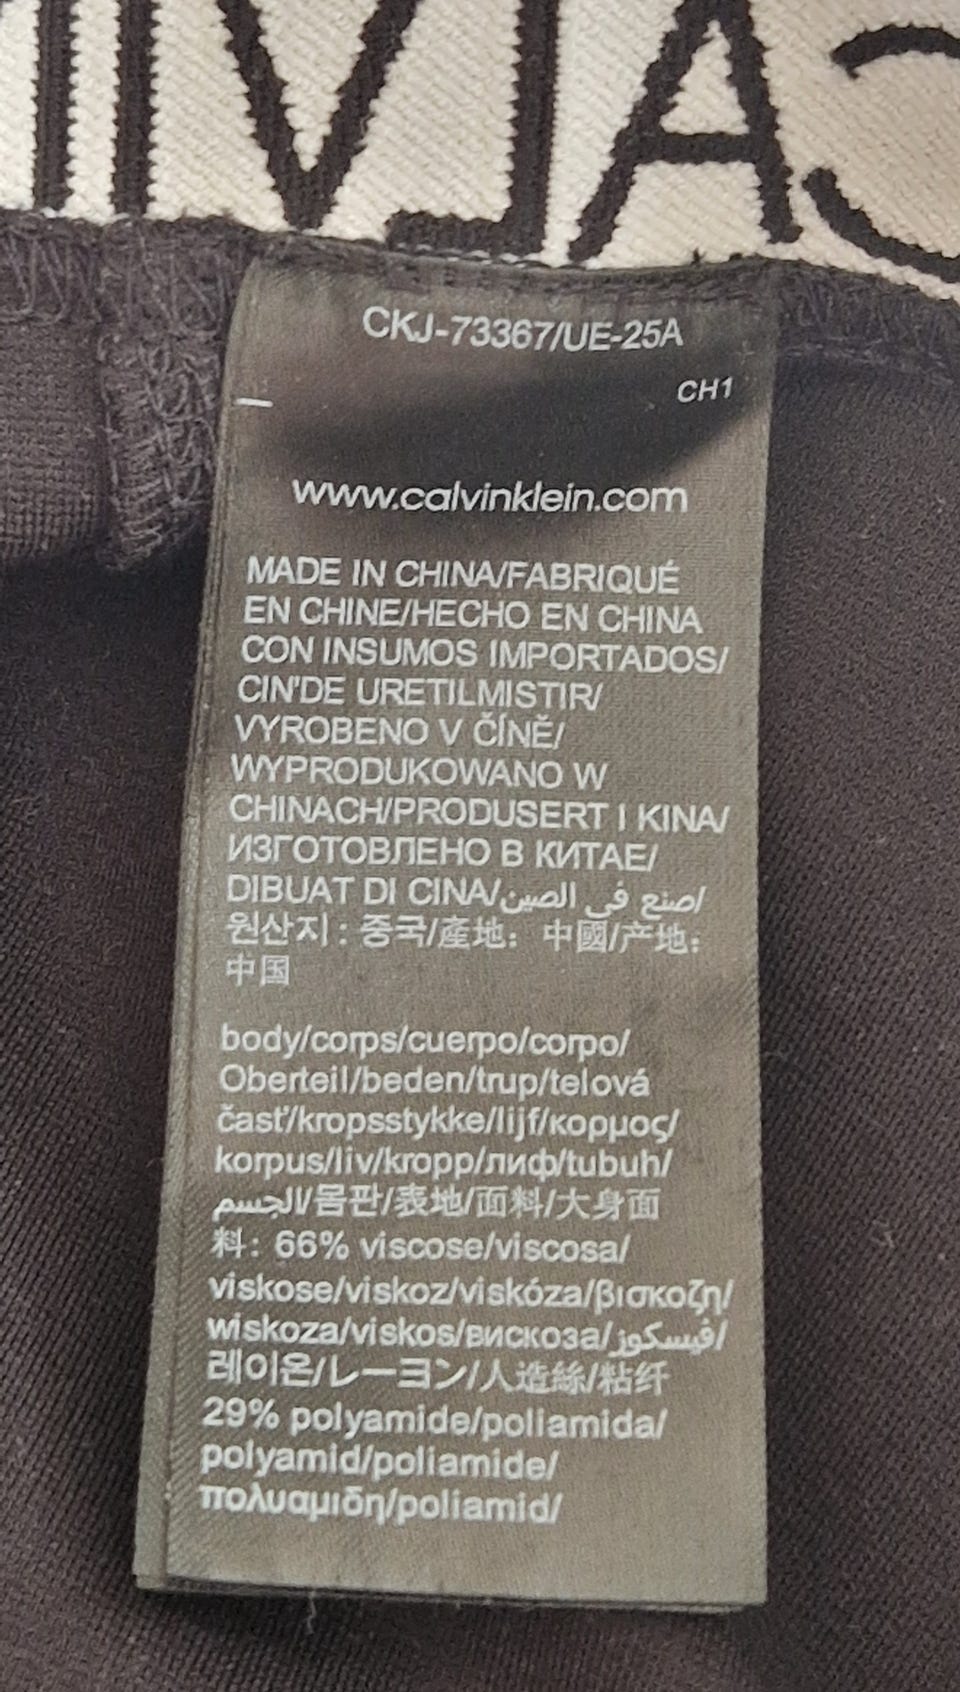 CALVIN
CKJ-73367/UE-25A
CH1
www.calvinklein.com
MADE IN CHINA/FABRIQUÉ
EN CHINE/HECHO EN CHINA
CON INSUMOS IMPORTADOS/
CIN'DE URETILMISTIR/
VYROBENO V ČÍNĚ/
WYPRODUKOWANO W
CHINACH/PRODUSERT I KINA/
ИЗГОТОВЛЕНО В КИТАЕ/
DIBUAT DI CINA/صنع في الصين/
원산지: 중국/產地: 中國/产地:
中国
body/corps/cuerpo/corpo/
Oberteil/beden/trup/telová
časť/kropsstykke/lijf/κορμος/
korpus/liv/kropp/лиф/tubuh/
الجسم/몸판/表地/面料/大身面
料: 66% viscose/viscosa/
viskose/viskoz/viskóza/βισκοζη/
wiskoza/viskos/вискоза/فيسكوز/
레이온/レーヨン/人造絲/粘纤
29% polyamide/poliamida/
polyamid/poliamide/
πολυαμιδη/poliamid/